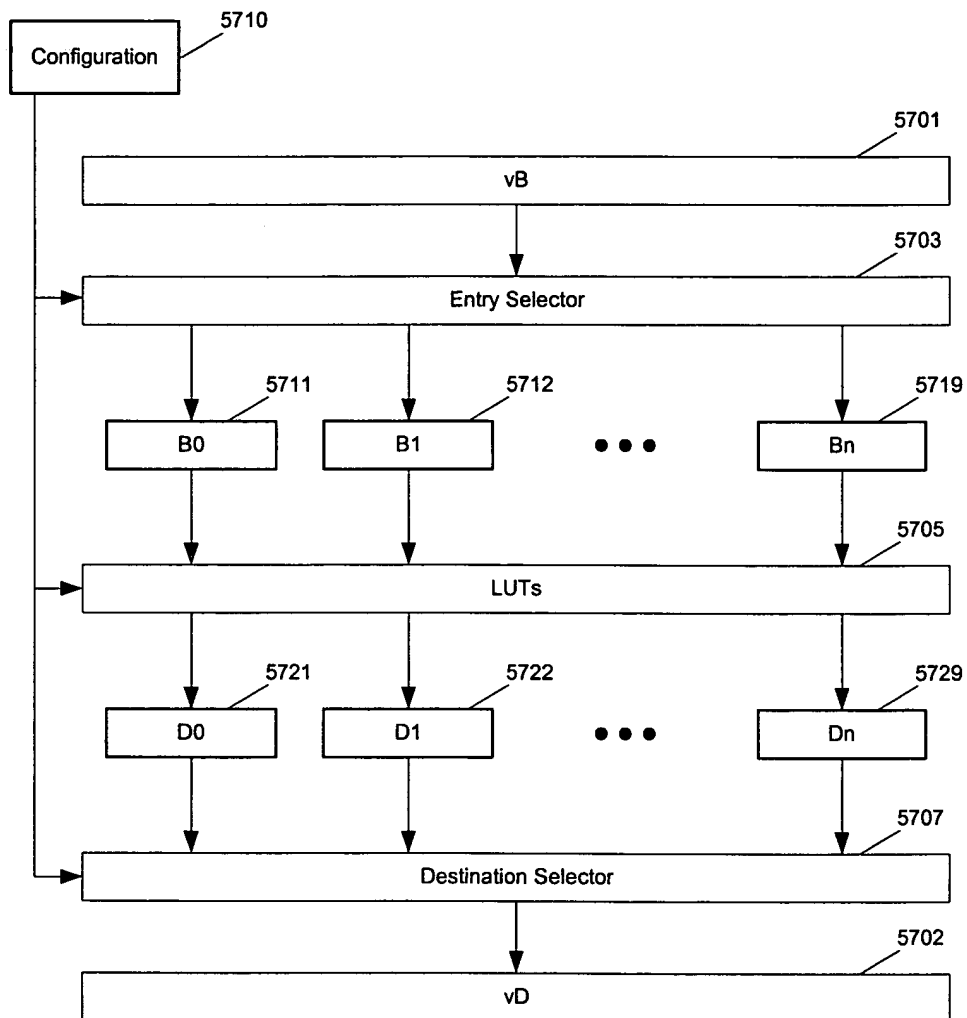 5710
Configuration
5701
vB
5703
Entry Selector
5711
5712
5719
B0
B1
Bn
5705
LUTs
5721
5722
5729
D0
D1
Dn
5707
Destination Selector
5702
vD